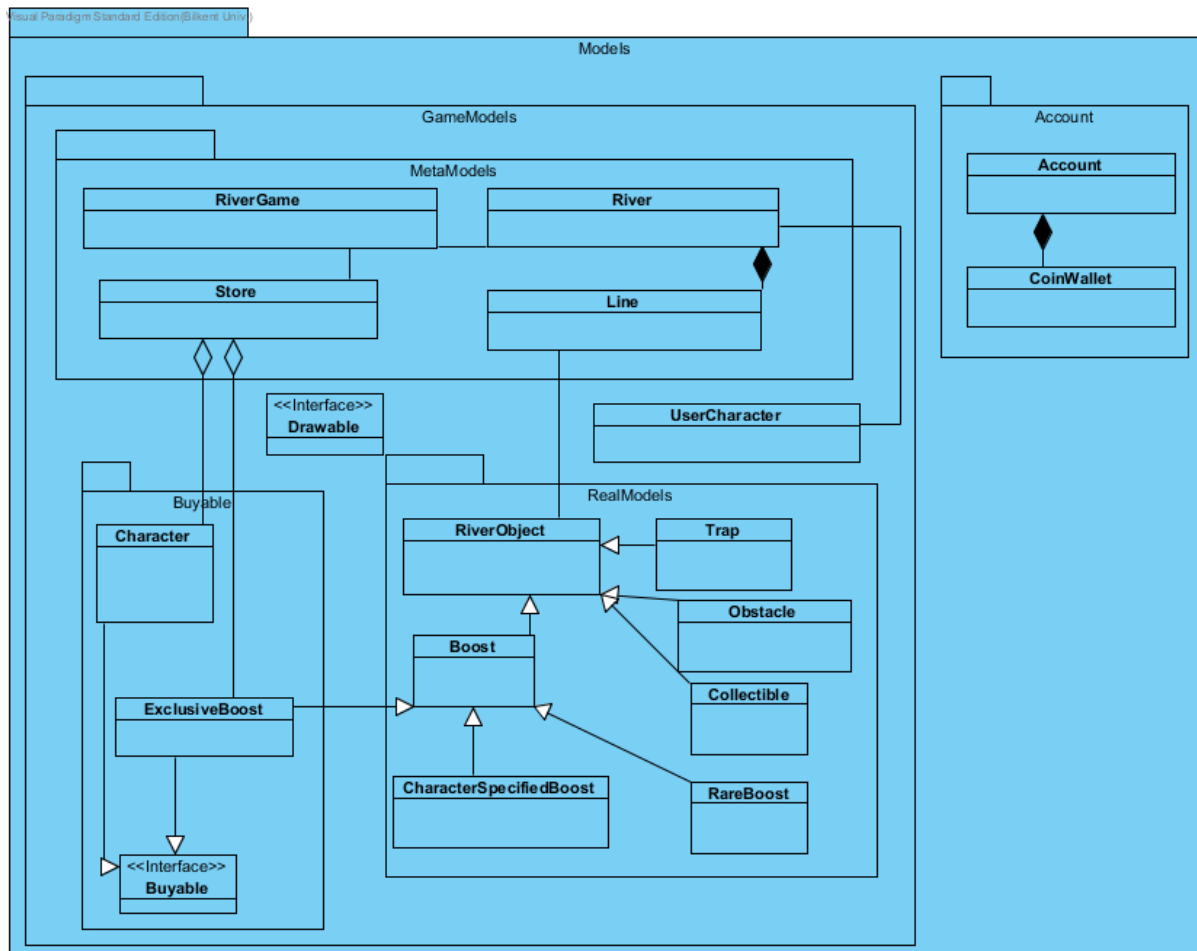 Visual Paradigm Standard Edition(Bilkent Univ.)
Models
GameModels
Account
MetaModels
RiverGame
River
Account
Store
Line
CoinWallet
<<Interface>>
Drawable
UserCharacter
Buyable
RealModels
Character
RiverObject
Trap
Obstacle
Boost
Collectible
ExclusiveBoost
CharacterSpecifiedBoost
RareBoost
<<Interface>>
Buyable